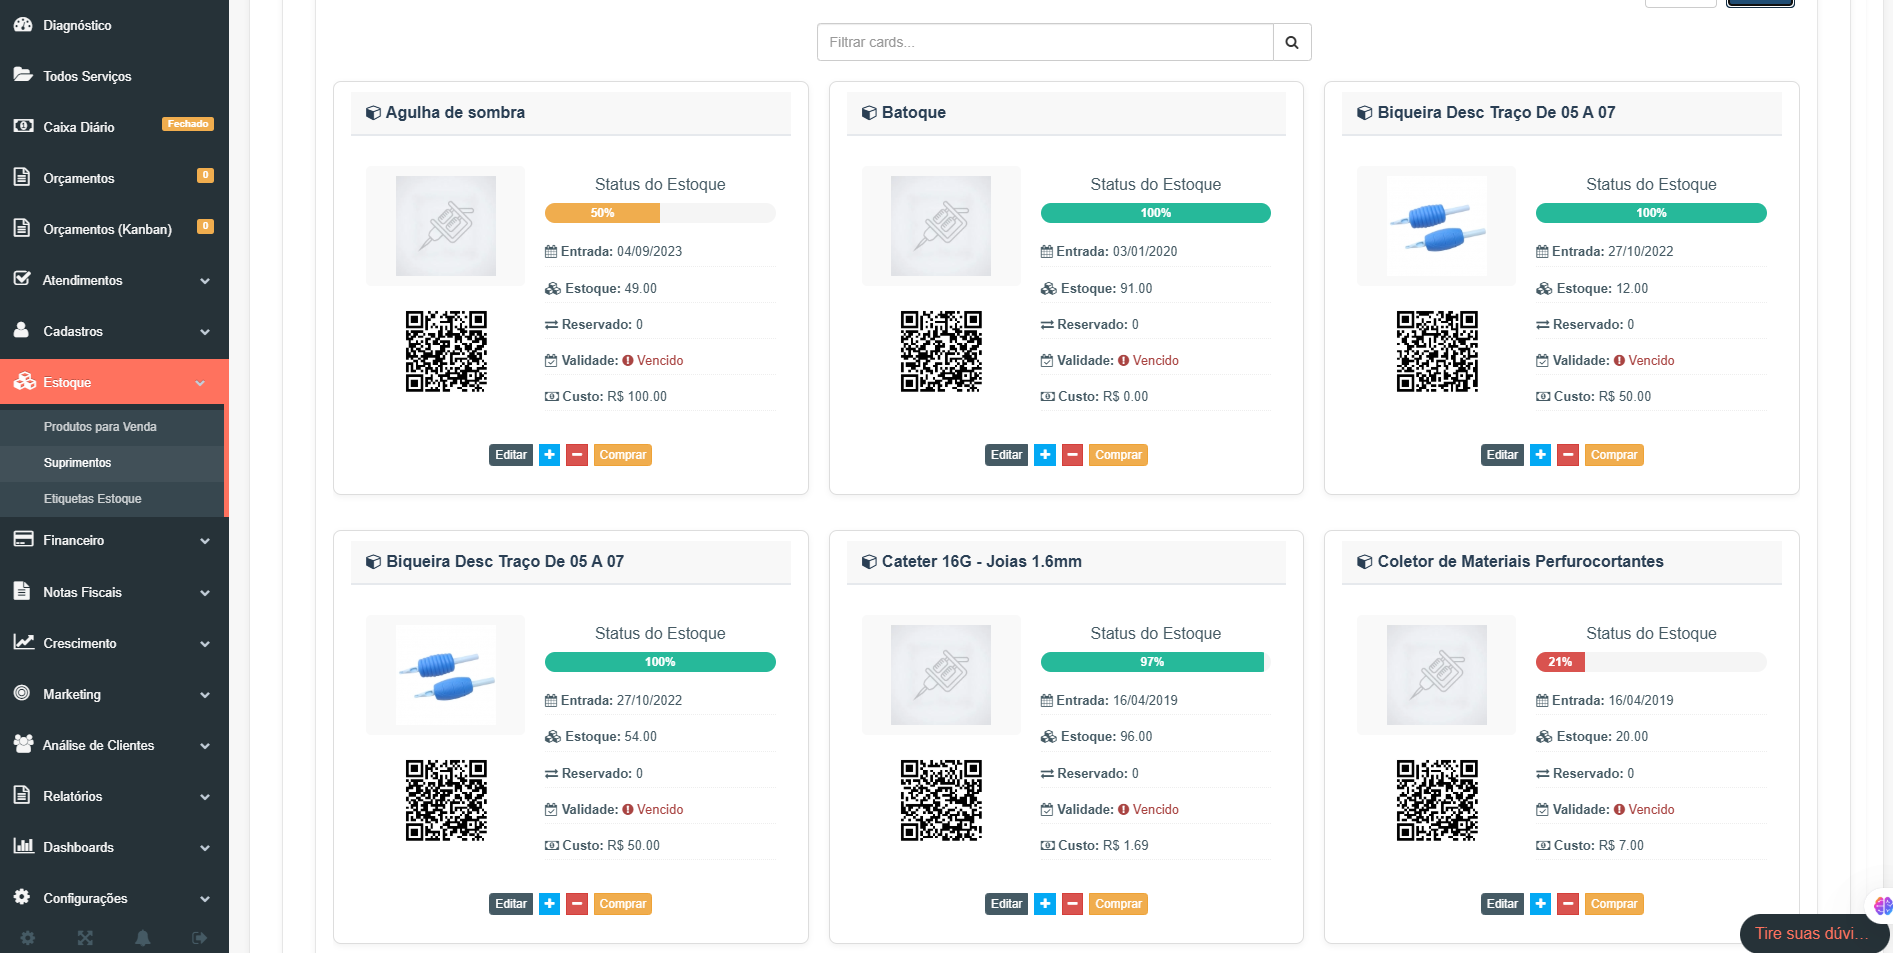 Diagnóstico
Todos Serviços
Caixa Diário
Fechado
Orçamentos
0
Orçamentos (Kanban)
0
Atendimentos
Cadastros
Estoque
Produtos para Venda
Suprimentos
Etiquetas Estoque
Financeiro
Notas Fiscais
Crescimento
Marketing
Análise de Clientes
Relatórios
Dashboards
Configurações
Filtrar cards...
Agulha de sombra
Status do Estoque
50%
Entrada: 04/09/2023
Estoque: 49.00
Reservado: 0
Validade: Vencido
Custo: R$ 100.00
Editar
+
−
Comprar
Batoque
Status do Estoque
100%
Entrada: 03/01/2020
Estoque: 91.00
Reservado: 0
Validade: Vencido
Custo: R$ 0.00
Editar
+
−
Comprar
Biqueira Desc Traço De 05 A 07
Status do Estoque
100%
Entrada: 27/10/2022
Estoque: 12.00
Reservado: 0
Validade: Vencido
Custo: R$ 50.00
Editar
+
−
Comprar
Biqueira Desc Traço De 05 A 07
Status do Estoque
100%
Entrada: 27/10/2022
Estoque: 54.00
Reservado: 0
Validade: Vencido
Custo: R$ 50.00
Editar
+
−
Comprar
Cateter 16G - Joias 1.6mm
Status do Estoque
97%
Entrada: 16/04/2019
Estoque: 96.00
Reservado: 0
Validade: Vencido
Custo: R$ 1.69
Editar
+
−
Comprar
Coletor de Materiais Perfurocortantes
Status do Estoque
21%
Entrada: 16/04/2019
Estoque: 20.00
Reservado: 0
Validade: Vencido
Custo: R$ 7.00
Editar
+
−
Comprar
Tire suas dúvi...